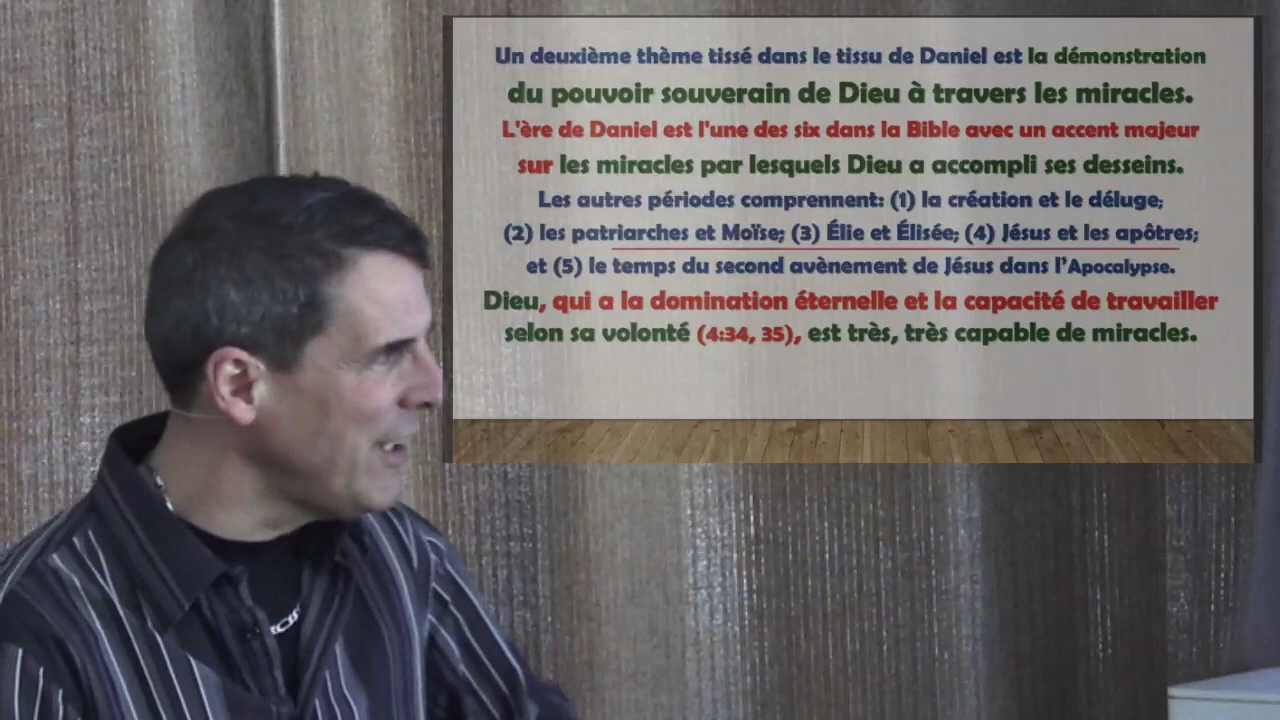 Un deuxième thème tissé dans le tissu de Daniel est la démonstration
du pouvoir souverain de Dieu à travers les miracles.
L'ère de Daniel est l'une des six dans la Bible avec un accent majeur
sur les miracles par lesquels Dieu a accompli ses desseins.
Les autres périodes comprennent: (1) la création et le déluge;
(2) les patriarches et Moïse; (3) Élie et Élisée; (4) Jésus et les apôtres;
et (5) le temps du second avènement de Jésus dans l'Apocalypse.
Dieu, qui a la domination éternelle et la capacité de travailler
selon sa volonté (4:34, 35), est très, très capable de miracles.